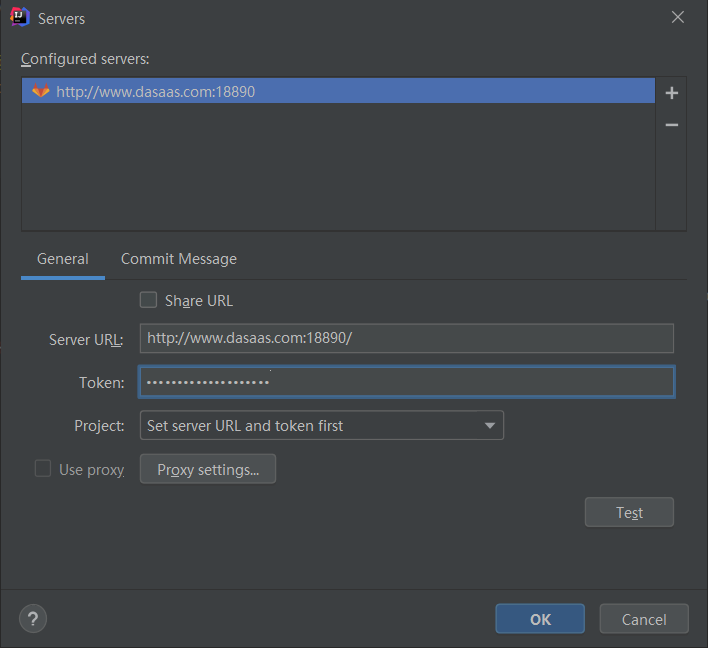 Servers
Configured servers:
http://www.dasaas.com:18890
General Commit Message
Share URL
Server URL: http://www.dasaas.com:18890/
Token: ••••••••••••••••••••
Project: Set server URL and token first
Use proxy Proxy settings...
Test
? OK Cancel